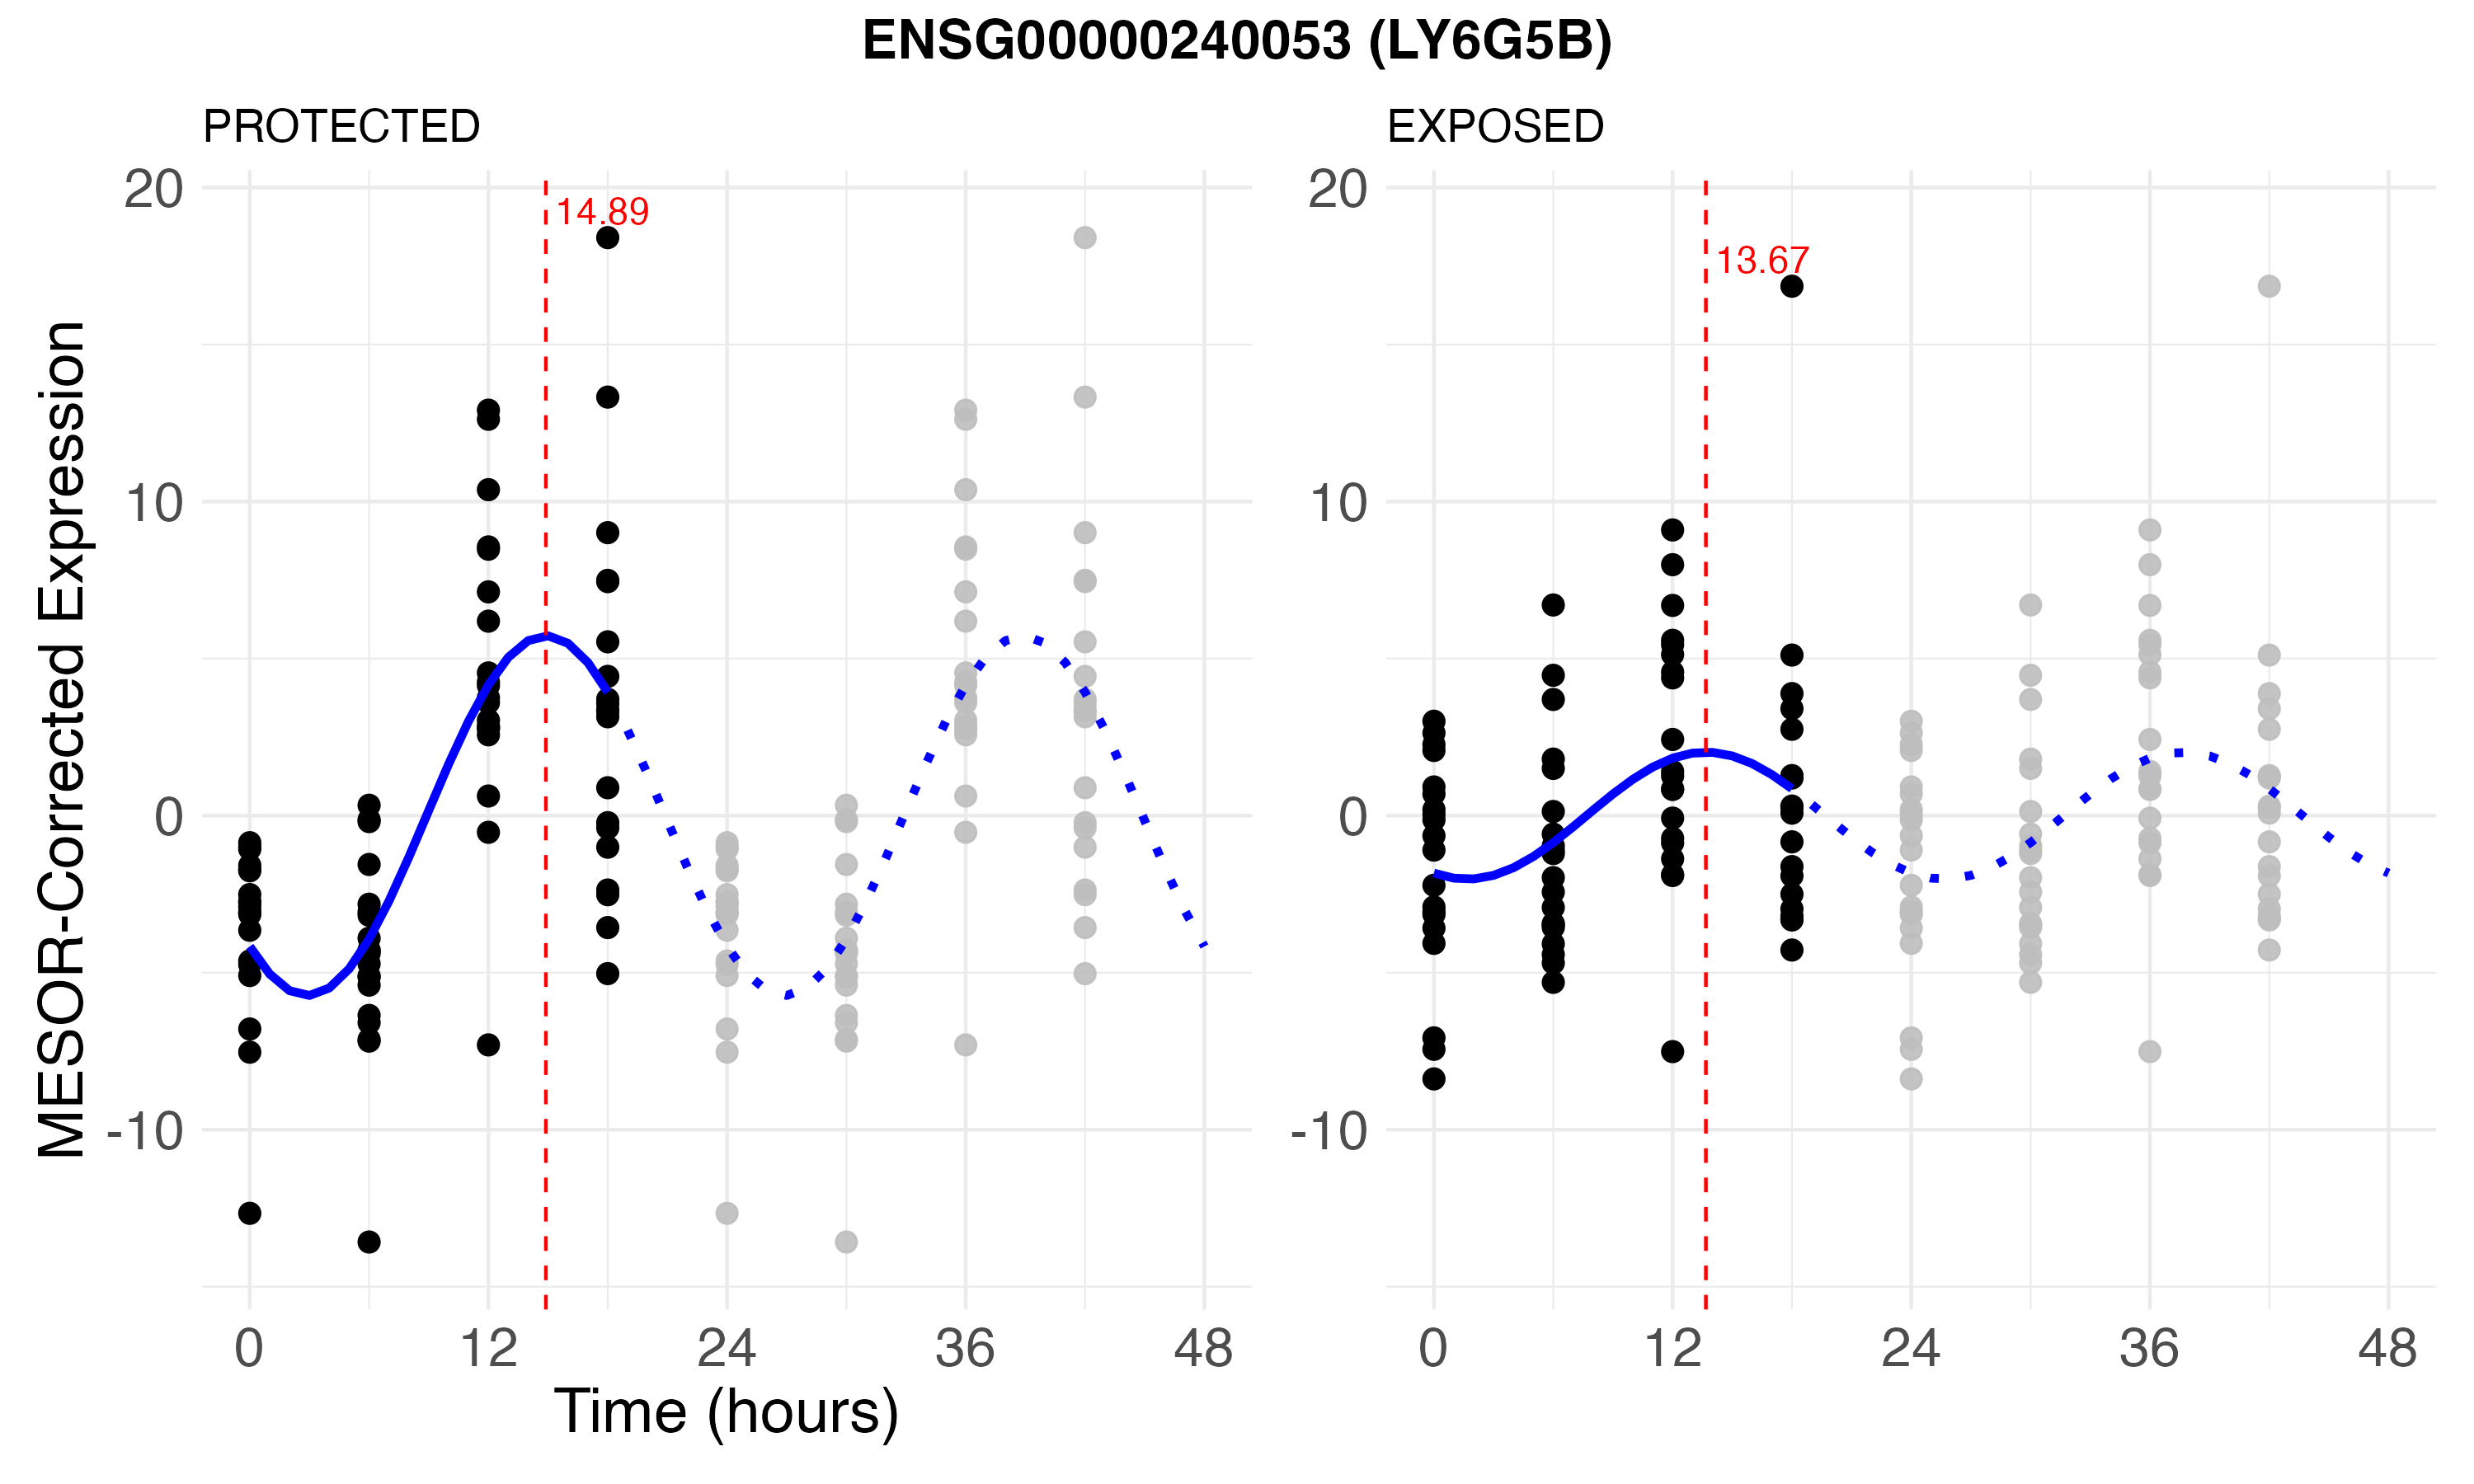 ENSG00000240053 (LY6G5B)
PROTECTED
EXPOSED
20
10
0
-10
14.89
0 12 24 36 48
20
10
0
-10
13.67
0 12 24 36 48
MESOR-Corrected Expression
Time (hours)